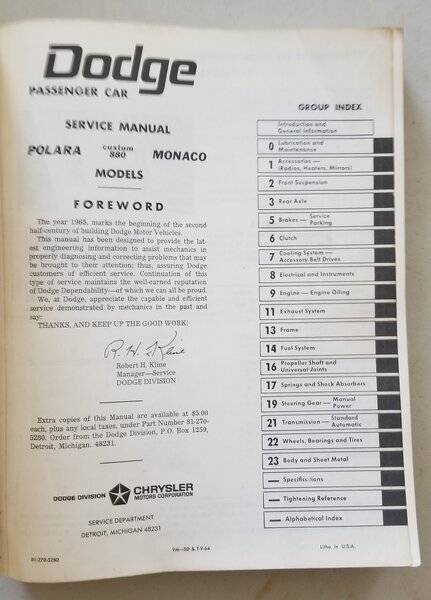 Dodge
PASSENGER CAR
SERVICE MANUAL
POLARA custom 880 MONACO
MODELS
FOREWORD
The year 1965, marks the beginning of the second
half-century of building Dodge Motor Vehicles.
This manual has been designed to provide the lat-
est engineering information to assist mechanics in
properly diagnosing and correcting problems that may
be brought to their attention; thus, assuring Dodge
customers of efficient service. Continuation of this
type of service maintains the well-earned reputation
of Dodge Dependability—of which we can all be proud.
We, at Dodge, appreciate the capable and efficient
service demonstrated by mechanics in the past and
say:
THANKS, AND KEEP UP THE GOOD WORK!
R. H. Kline
Robert H. Kline
Manager—Service
DODGE DIVISION
Extra copies of this Manual are available at $5.00
each, plus any local taxes, under Part Number 81-270-
5280. Order from the Dodge Division, P.O. Box 1259,
Detroit, Michigan. 48231.
DODGE DIVISION CHRYSLER
MOTORS CORPORATION
SERVICE DEPARTMENT
DETROIT, MICHIGAN 48231
81-270-5280
GROUP INDEX
Introduction and
General Information
0 Lubrication and
Maintenance
1 Accessories —
(Radios, Heaters, Mirrors)
2 Front Suspension
3 Rear Axle
5 Brakes — Service
Parking
6 Clutch
7 Cooling System —
Accessory Belt Drives
8 Electrical and Instruments
9 Engine — Engine Oiling
11 Exhaust System
13 Frame
14 Fuel System
16 Propeller Shaft and
Universal Joints
17 Springs and Shock Absorbers
19 Steering Gear — Manual
Power
21 Transmission — Standard
Automatic
22 Wheels, Bearings and Tires
23 Body and Sheet Metal
— Specifications
— Tightening Reference
— Alphabetical Index
Litho in U.S.A.